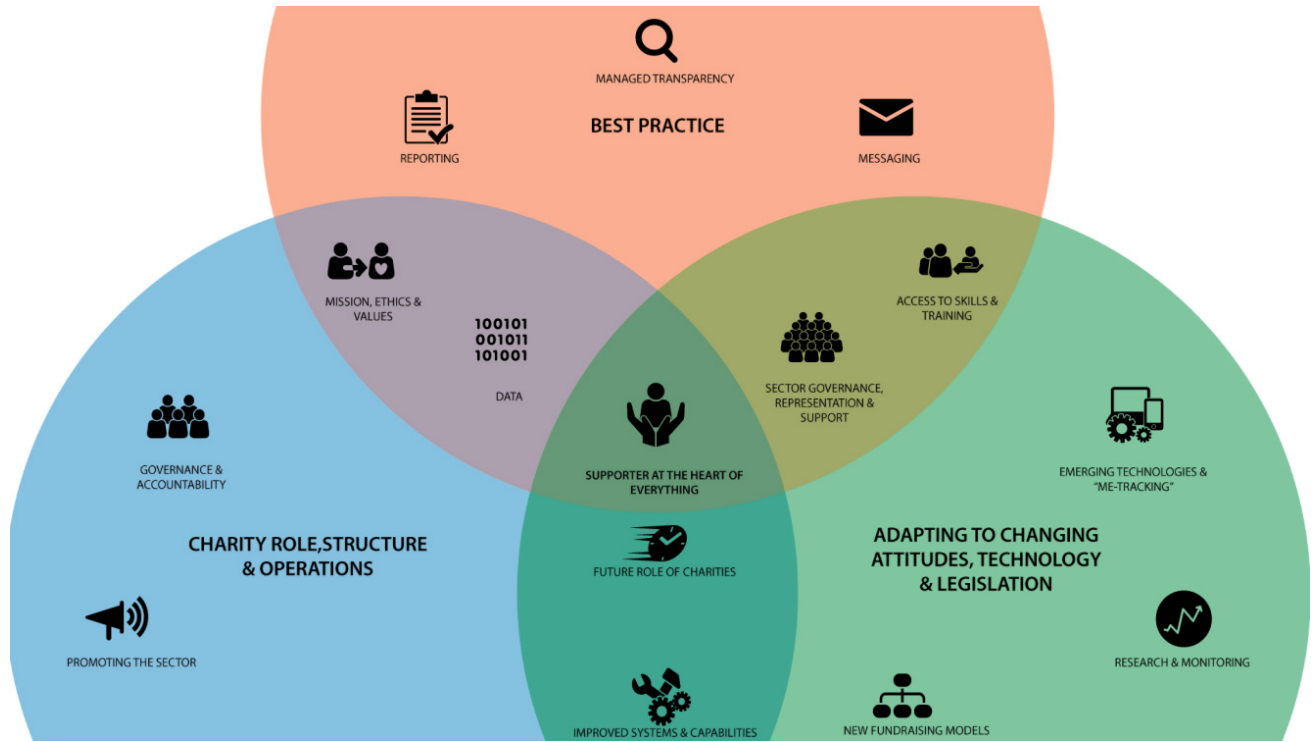 MANAGED TRANSPARENCY
BEST PRACTICE
REPORTING
MESSAGING
MISSION, ETHICS &
VALUES
100101
001011
101001
DATA
ACCESS TO SKILLS &
TRAINING
SECTOR GOVERNANCE,
REPRESENTATION &
SUPPORT
GOVERNANCE &
ACCOUNTABILITY
SUPPORTER AT THE HEART OF
EVERYTHING
EMERGING TECHNOLOGIES &
"ME-TRACKING"
CHARITY ROLE,STRUCTURE
& OPERATIONS
FUTURE ROLE OF CHARITIES
ADAPTING TO CHANGING
ATTITUDES, TECHNOLOGY
& LEGISLATION
PROMOTING THE SECTOR
RESEARCH & MONITORING
IMPROVED SYSTEMS & CAPABILITIES
NEW FUNDRAISING MODELS